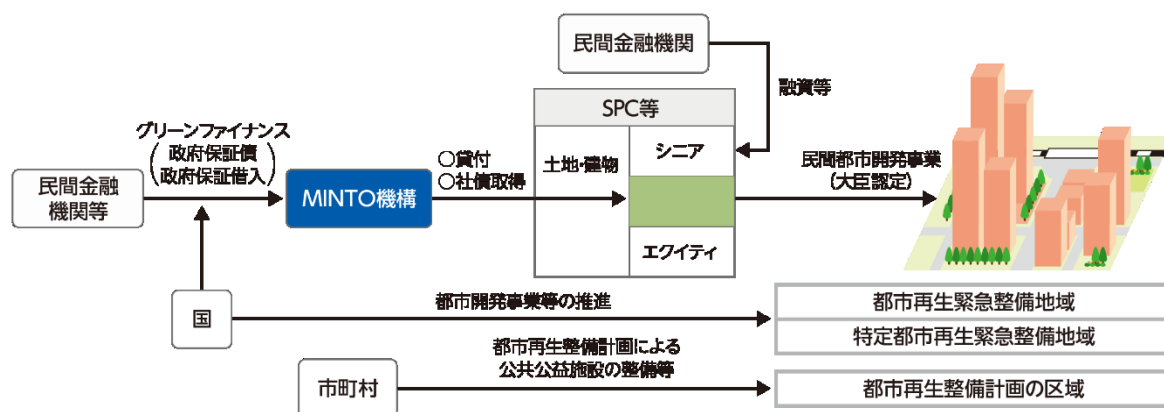 民間金融機関
融資等
SPC等
グリーンファイナンス
政府保証債
政府保証借入
○貸付
○社債取得
土地・建物
シニア
民間都市開発事業
(大臣認定)
民間金融
機関等
MINTO機構
エクイティ
国
都市開発事業等の推進
都市再生緊急整備地域
特定都市再生緊急整備地域
都市再生整備計画による
公共公益施設の整備等
市町村
都市再生整備計画の区域